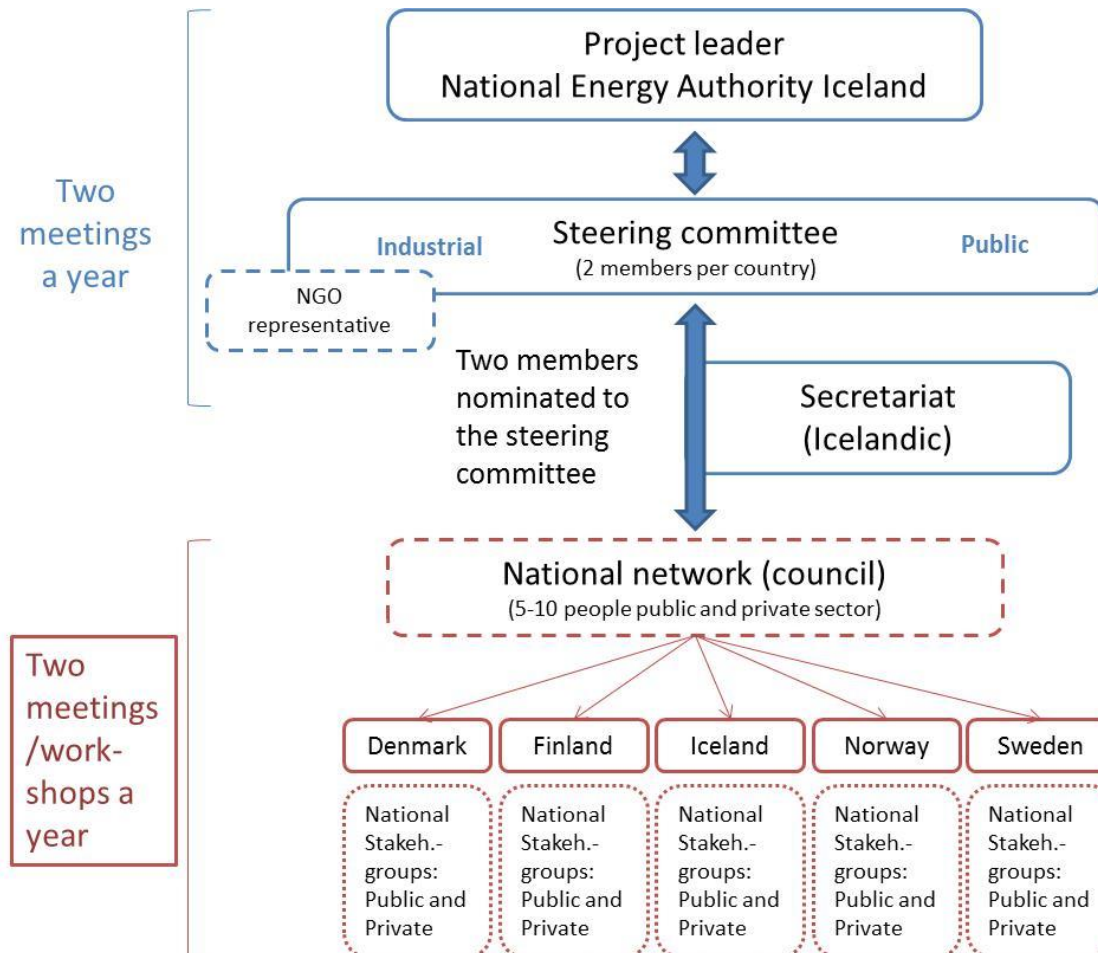 Project leader
National Energy Authority Iceland
Two
meetings
a year
Industrial
Steering committee
(2 members per country)
Public
NGO
representative
Two members
nominated to
the steering
committee
Secretariat
(Icelandic)
National network (council)
(5-10 people public and private sector)
Two
meetings
/work-
shops a
year
Denmark
Finland
Iceland
Norway
Sweden
National
Stakeh.-
groups:
Public and
Private
National
Stakeh.-
groups:
Public and
Private
National
Stakeh.-
groups:
Public and
Private
National
Stakeh.-
groups:
Public and
Private
National
Stakeh.-
groups:
Public and
Private